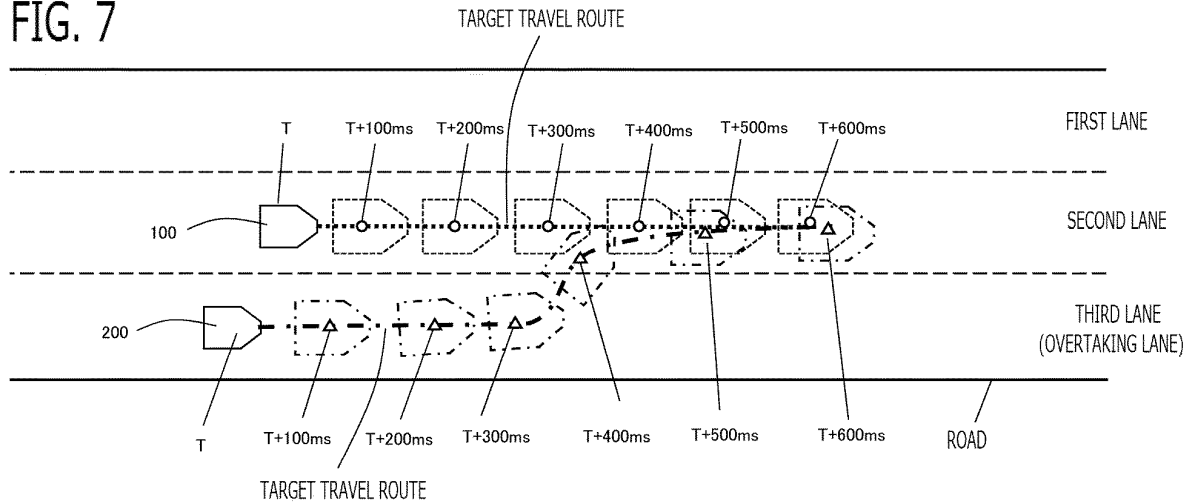 FIG. 7
TARGET TRAVEL ROUTE
T
T+100ms
T+200ms
T+300ms
T+400ms
T+500ms
T+600ms
FIRST LANE
100
SECOND LANE
200
THIRD LANE
(OVERTAKING LANE)
T
T+100ms
T+200ms
T+300ms
T+400ms
T+500ms
T+600ms
ROAD
TARGET TRAVEL ROUTE